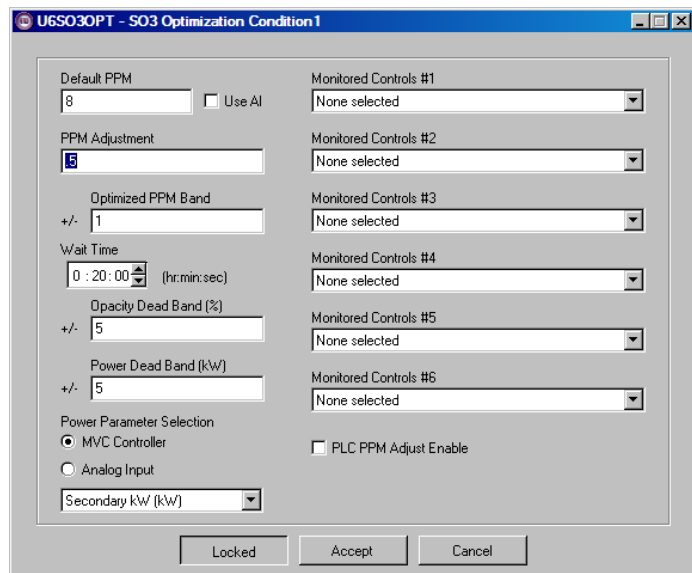 U6SO3OPT - SO3 Optimization Condition1
Default PPM
8
Use AI
PPM Adjustment
.5
Optimized PPM Band
+/- 1
Wait Time
0 : 20: 00 (hr:min:sec)
Opacity Dead Band (%)
+/- 5
Power Dead Band (kW)
+/- 5
Power Parameter Selection
MVC Controller
Analog Input
Secondary kW (kW)
Monitored Controls #1
None selected
Monitored Controls #2
None selected
Monitored Controls #3
None selected
Monitored Controls #4
None selected
Monitored Controls #5
None selected
Monitored Controls #6
None selected
PLC PPM Adjust Enable
Locked Accept Cancel